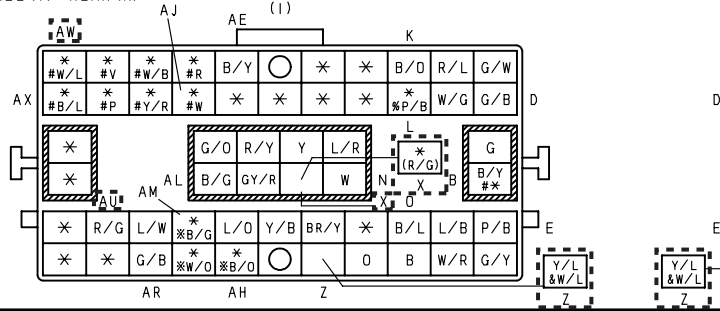 AJ AE (I)
AW K
* #W/L * #V * #W/B * #R B/Y * * B/O R/L G/W
AX * #B/L * #P * #Y/R * #W * * * * * %P/B W/G G/B D D
L
* G/O R/Y Y L/R * (R/G) G
* AL B/G GY/R W N X B B/Y #*
AU AM X O
* R/G L/W * ※B/G L/O Y/B BR/Y * B/L L/B P/B E E
* * G/B * ※W/O * ※B/O O B W/R G/Y Y/L &W/L Y/L &W/L
AR AH Z Z Z